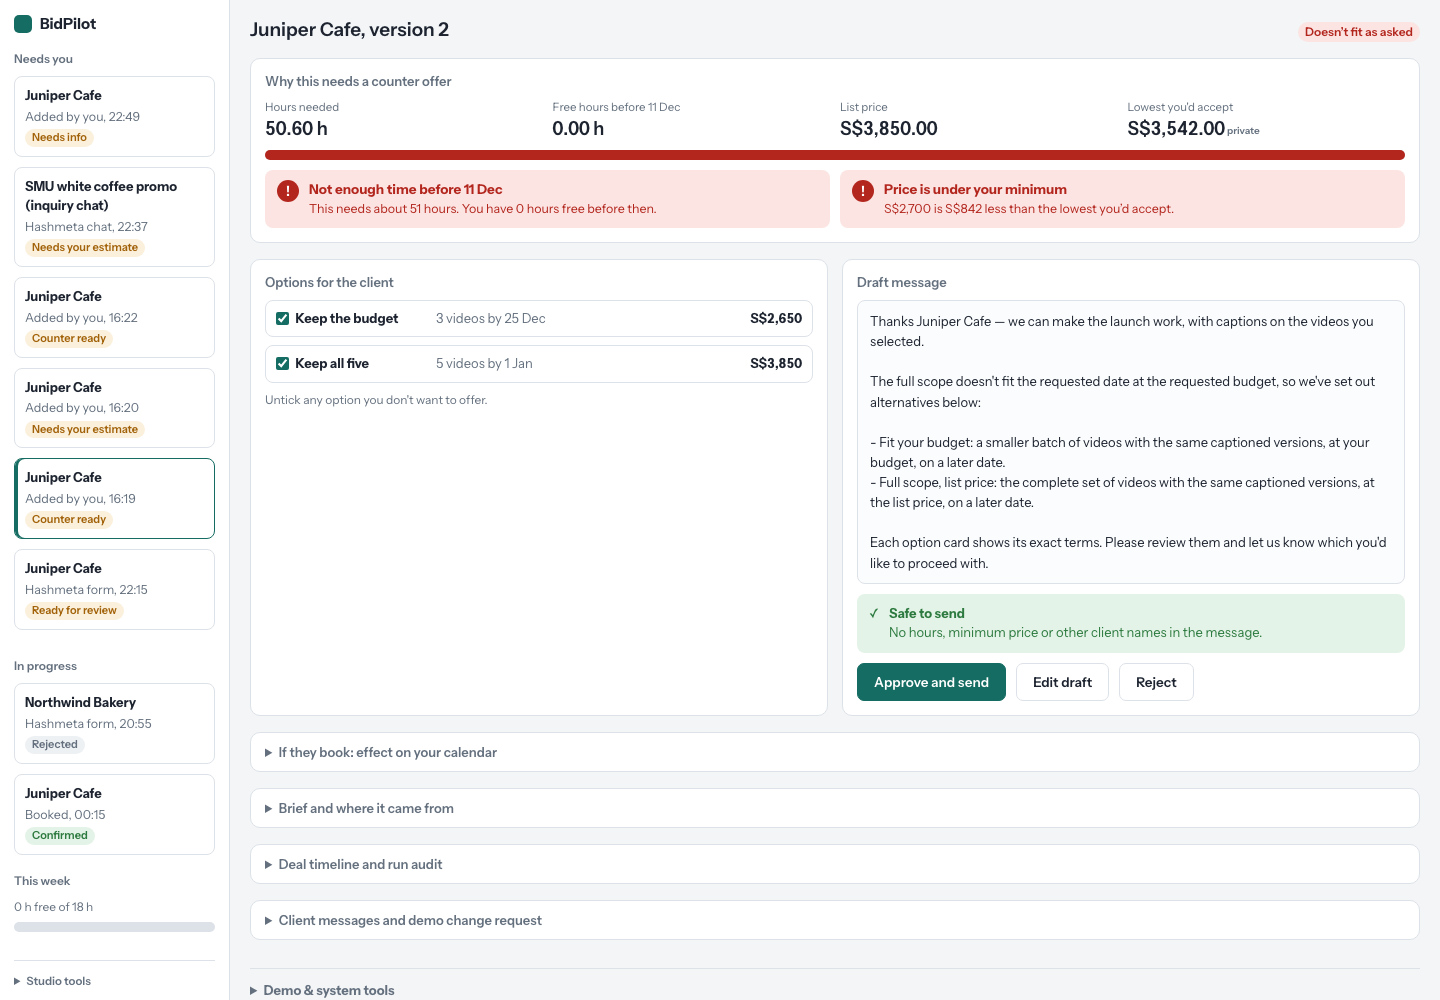 BidPilot
Needs you
Juniper Cafe
Added by you, 22:49
Needs info
SMU white coffee promo
(inquiry chat)
Hashmeta chat, 22:37
Needs your estimate
Juniper Cafe
Added by you, 16:22
Counter ready
Juniper Cafe
Added by you, 16:20
Needs your estimate
Juniper Cafe
Added by you, 16:19
Counter ready
Juniper Cafe
Hashmeta form, 22:15
Ready for review
In progress
Northwind Bakery
Hashmeta form, 20:55
Rejected
Juniper Cafe
Booked, 00:15
Confirmed
This week
0 h free of 18 h
Studio tools
Juniper Cafe, version 2
Doesn't fit as asked
Why this needs a counter offer
Hours needed
50.60 h
Free hours before 11 Dec
0.00 h
List price
S$3,850.00
Lowest you'd accept
S$3,542.00 private
Not enough time before 11 Dec
This needs about 51 hours. You have 0 hours free before then.
Price is under your minimum
S$2,700 is S$842 less than the lowest you'd accept.
Options for the client
Keep the budget 3 videos by 25 Dec S$2,650
Keep all five 5 videos by 1 Jan S$3,850
Untick any option you don't want to offer.
Draft message
Thanks Juniper Cafe — we can make the launch work, with captions on the videos you
selected.
The full scope doesn't fit the requested date at the requested budget, so we've set out
alternatives below:
- Fit your budget: a smaller batch of videos with the same captioned versions, at your
budget, on a later date.
- Full scope, list price: the complete set of videos with the same captioned versions, at
the list price, on a later date.
Each option card shows its exact terms. Please review them and let us know which you'd
like to proceed with.
Safe to send
No hours, minimum price or other client names in the message.
Approve and send
Edit draft
Reject
If they book: effect on your calendar
Brief and where it came from
Deal timeline and run audit
Client messages and demo change request
Demo & system tools